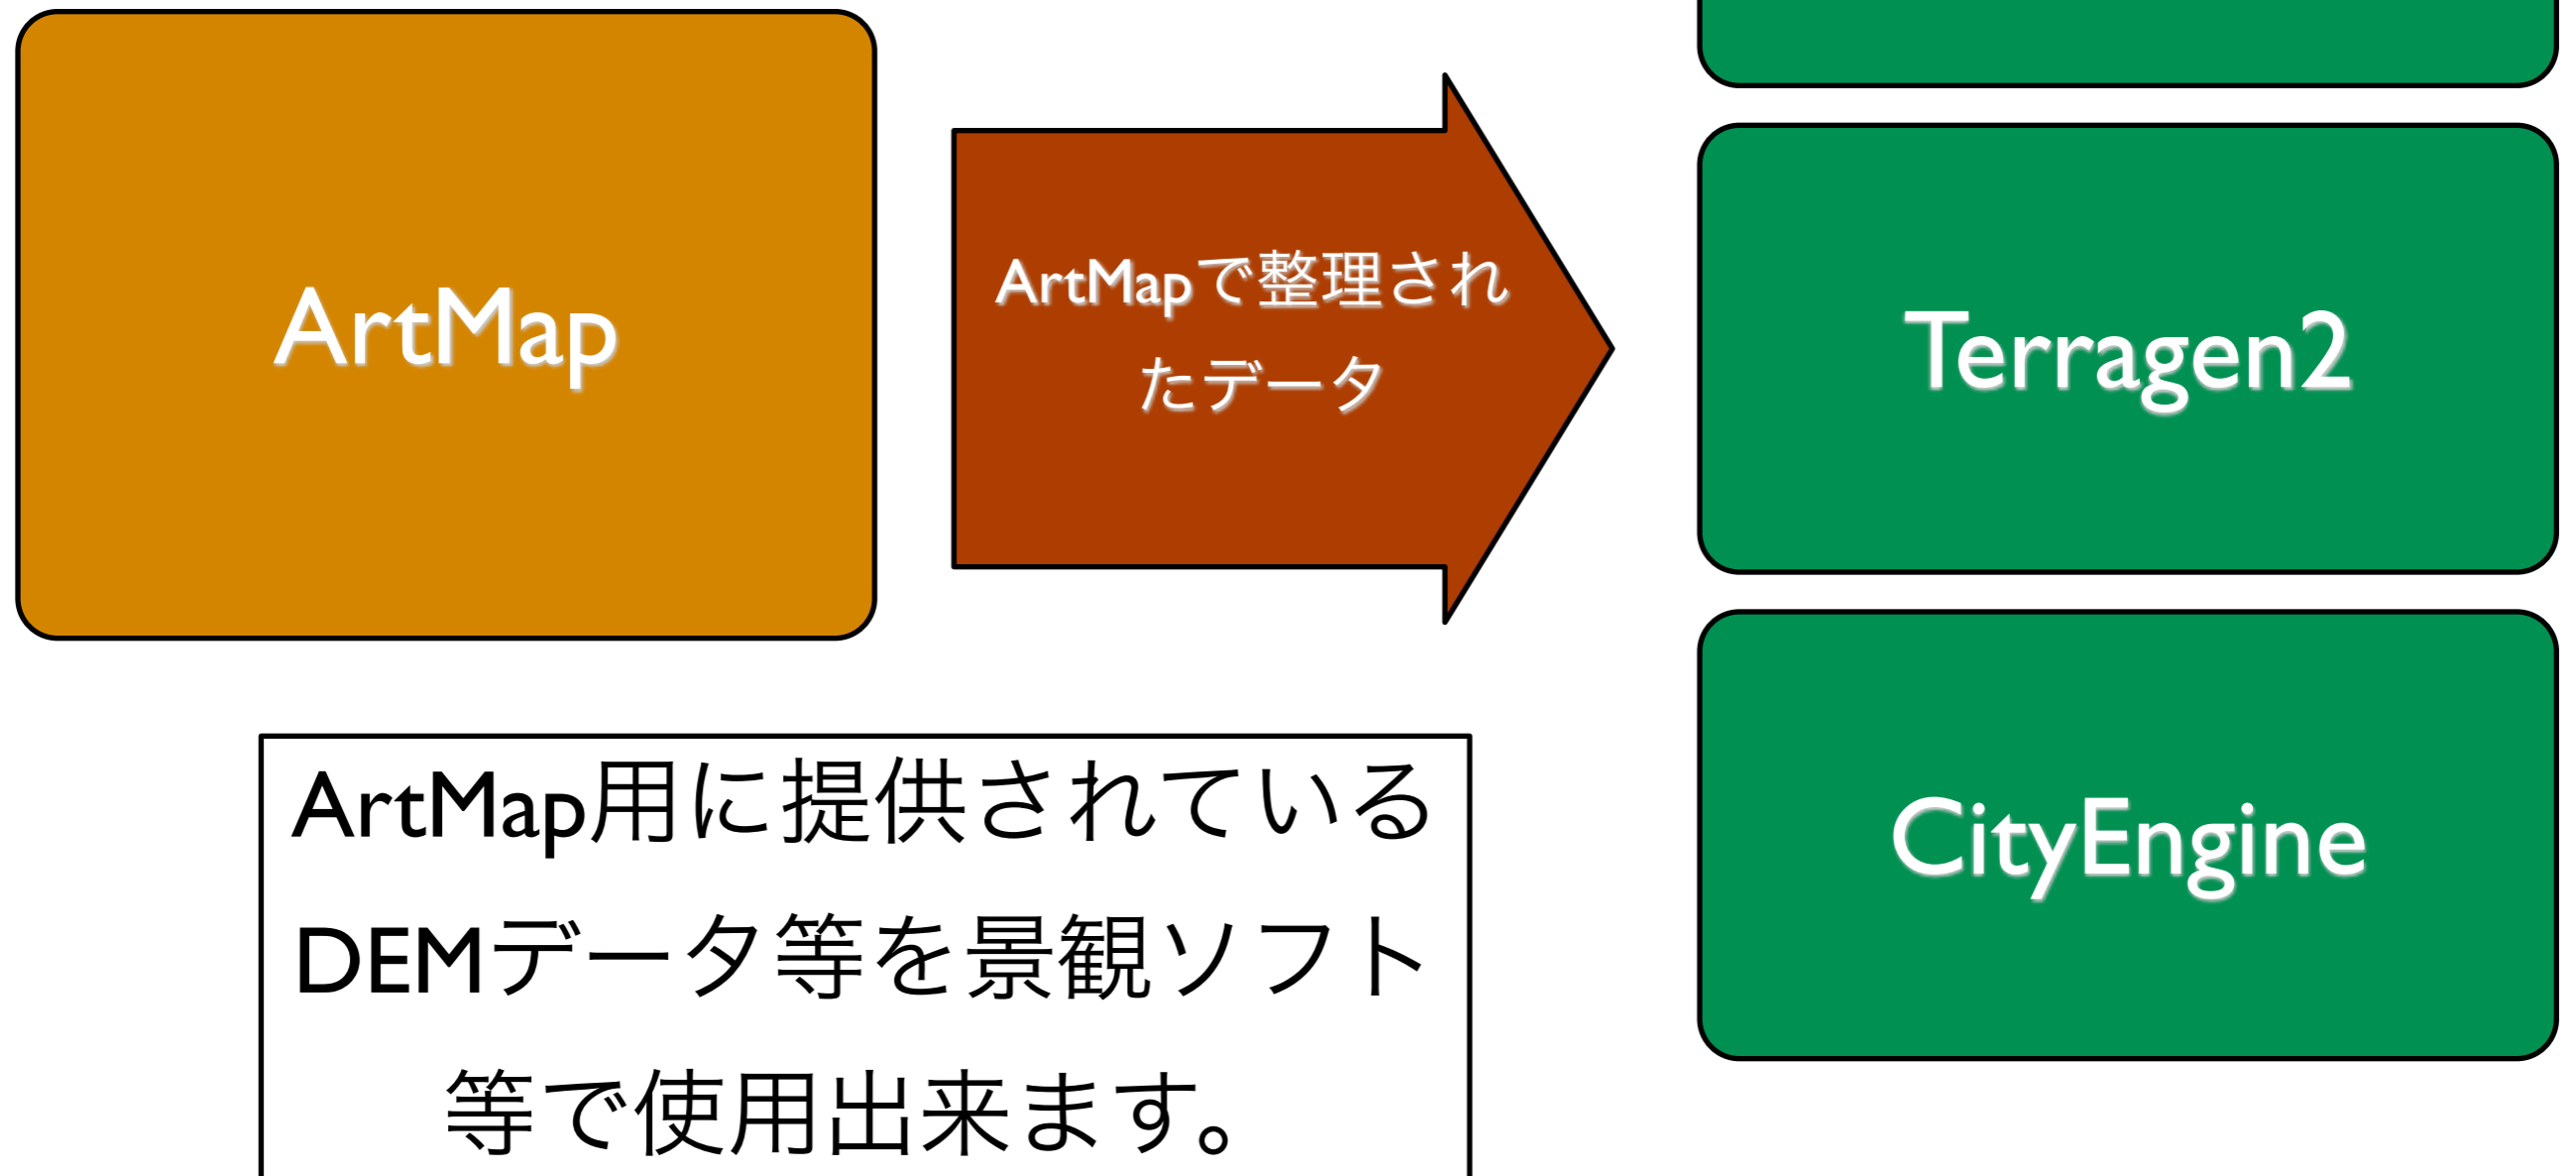 ArtMap
ArtMapで整理され
たデータ
Terragen2
CityEngine
ArtMap用に提供されている
DEMデータ等を景観ソフト
等で使用出来ます。